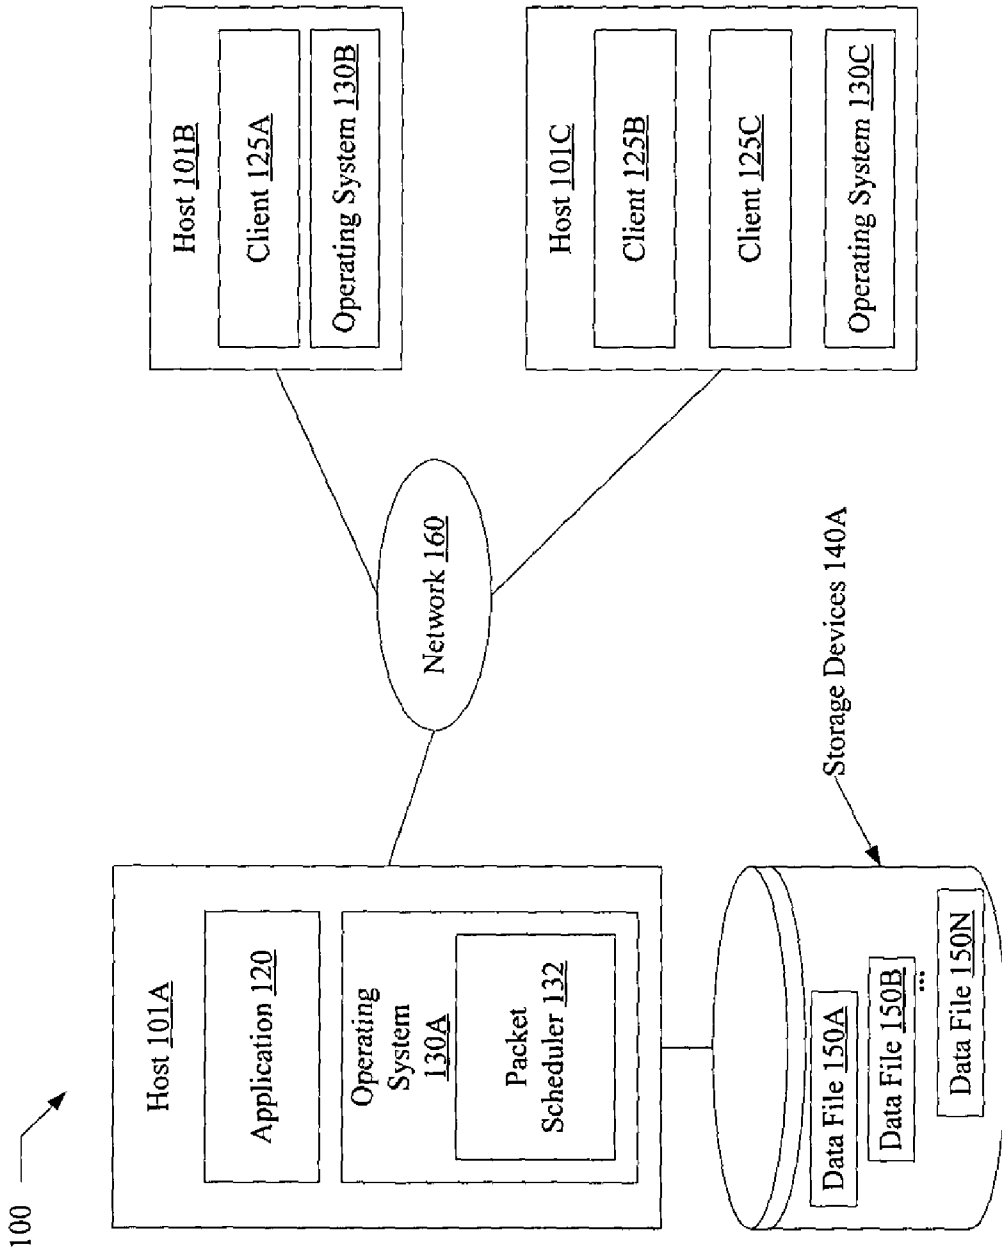 100
Host 101A
Application 120
Operating
System
130A
Packet
Scheduler 132
Data File 150A
Data File 150B
...
Data File 150N
Storage Devices 140A
Network 160
Host 101B
Client 125A
Operating System 130B
Host 101C
Client 125B
Client 125C
Operating System 130C